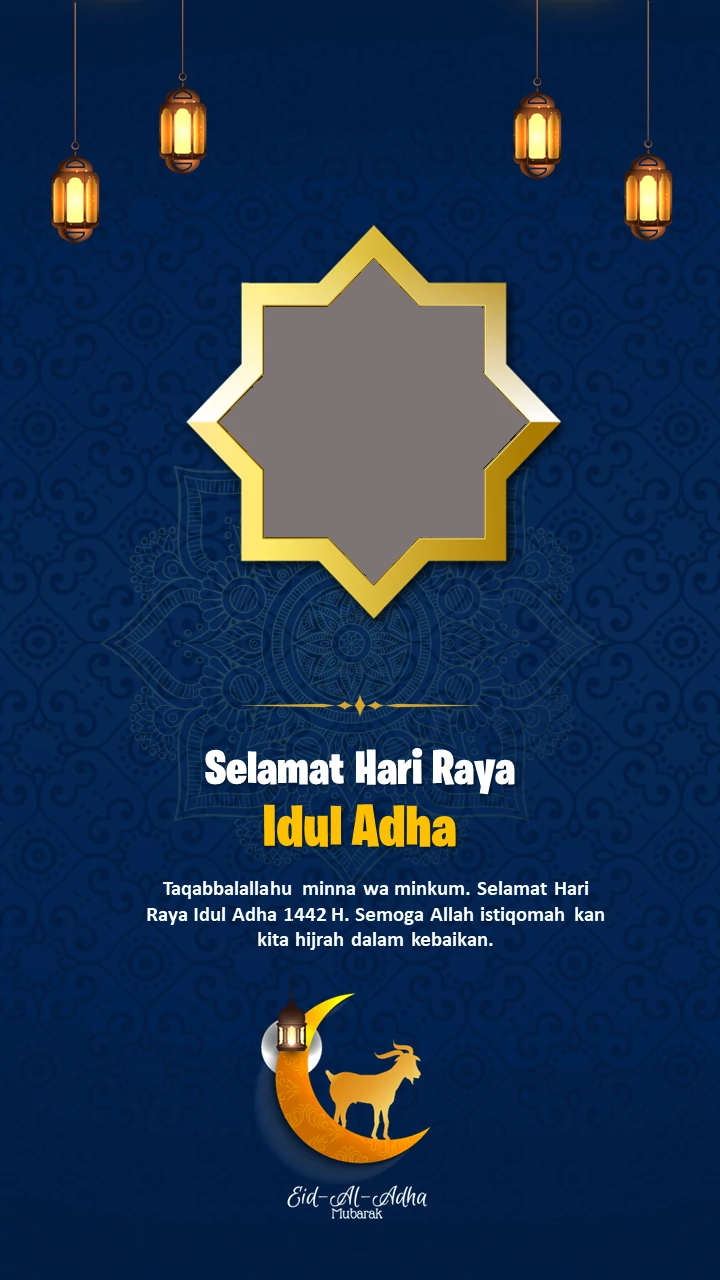 Selamat Hari Raya
Idul Adha
Taqabbalallahu minna wa minkum. Selamat Hari
Raya Idul Adha 1442 H. Semoga Allah istiqomah kan
kita hijrah dalam kebaikan.
Eid-Al-Adha
Mubarak